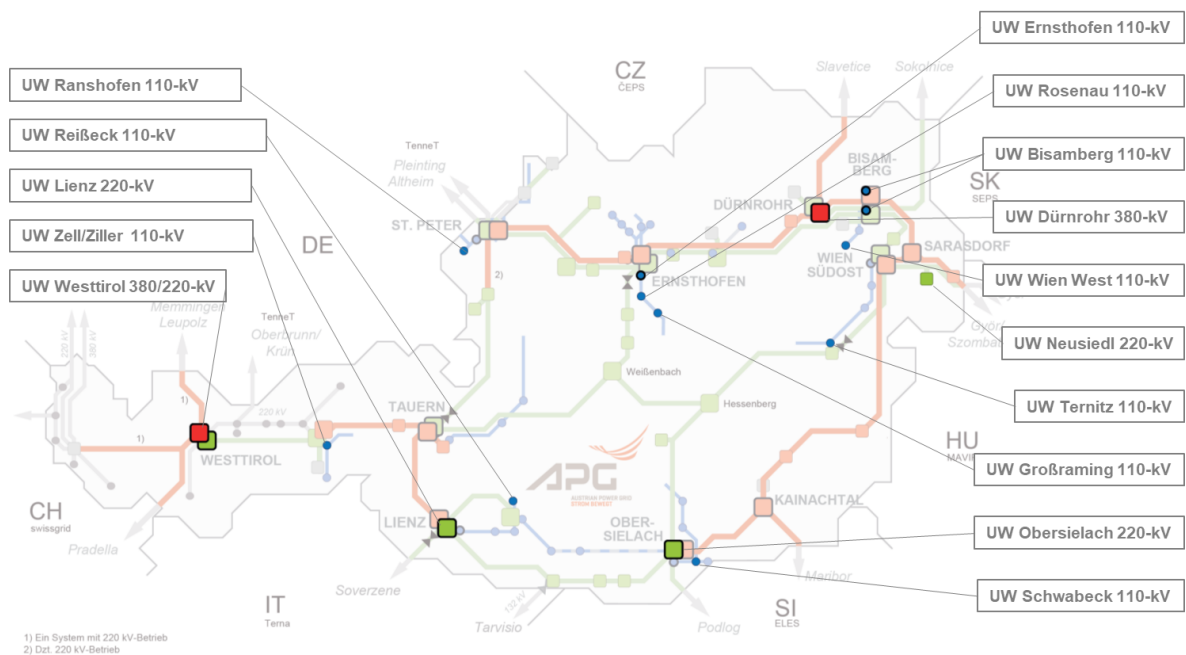 UW Ernsthofen 110-kV
UW Ranshofen 110-kV
UW Rosenau 110-kV
UW Reißeck 110-kV
UW Bisamberg 110-kV
UW Lienz 220-kV
UW Dürnrohr 380-kV
UW Zell/Ziller 110-kV
UW Wien West 110-kV
UW Westtirol 380/220-kV
UW Neusiedl 220-kV
UW Ternitz 110-kV
UW Großraming 110-kV
UW Obersielach 220-kV
UW Schwabeck 110-kV
CZ
ČEPS
Slavetice
Sokolnice
TenneT
Pleinting
Altheim
ST. PETER
2)
DE
BISAM-
BERG
DÜRNROHR
SK
SEPS
SARASDORF
WIEN
SÜDOST
ERNSTHOFEN
Győr/
TenneT
Memmingen
Leupolz
Oberbrunn/
Krün
220 kV
380 kV
1)
1)
220 kV
Weißenbach
Hessenberg
TAUERN
WESTTIROL
HU
CH
swissgrid
Pradella
LIENZ
APG
AUSTRIAN POWER GRID
STROM BEWEGT
OBER-
SIELACH
KAINACHTAL
Soverzene
132 kV
Tarvisio
Podlog
Maribor
IT
Terna
SI
ELES
1) Ein System mit 220 kV-Betrieb
2) Dzt. 220 kV-Betrieb